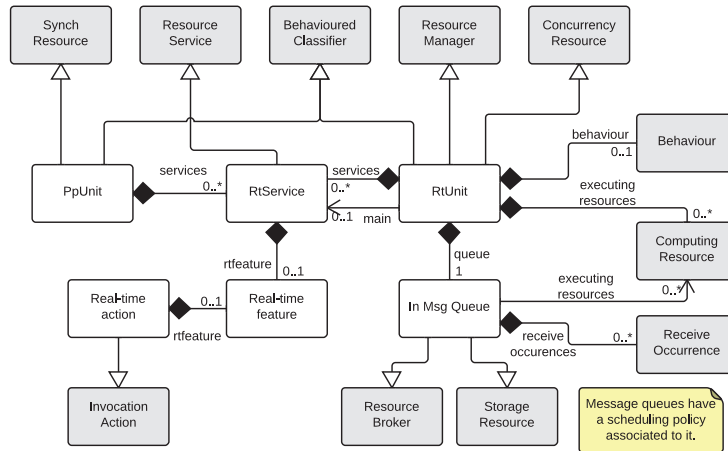 Synch
Resource
Resource
Service
Behavioured
Classifier
Resource
Manager
Concurrency
Resource
PpUnit
services
0..*
RtService
services
0..*
0..1
main
RtUnit
behaviour
0..1
Behaviour
executing
resources
0..*
Computing
Resource
rtfeature
0..1
queue
1
Real-time
action
0..1
rtfeature
Real-time
feature
In Msg Queue
executing
resources
0..*
receive
occurences
0..*
Receive
Occurrence
Invocation
Action
Resource
Broker
Storage
Resource
Message queues have
a scheduling policy
associated to it.